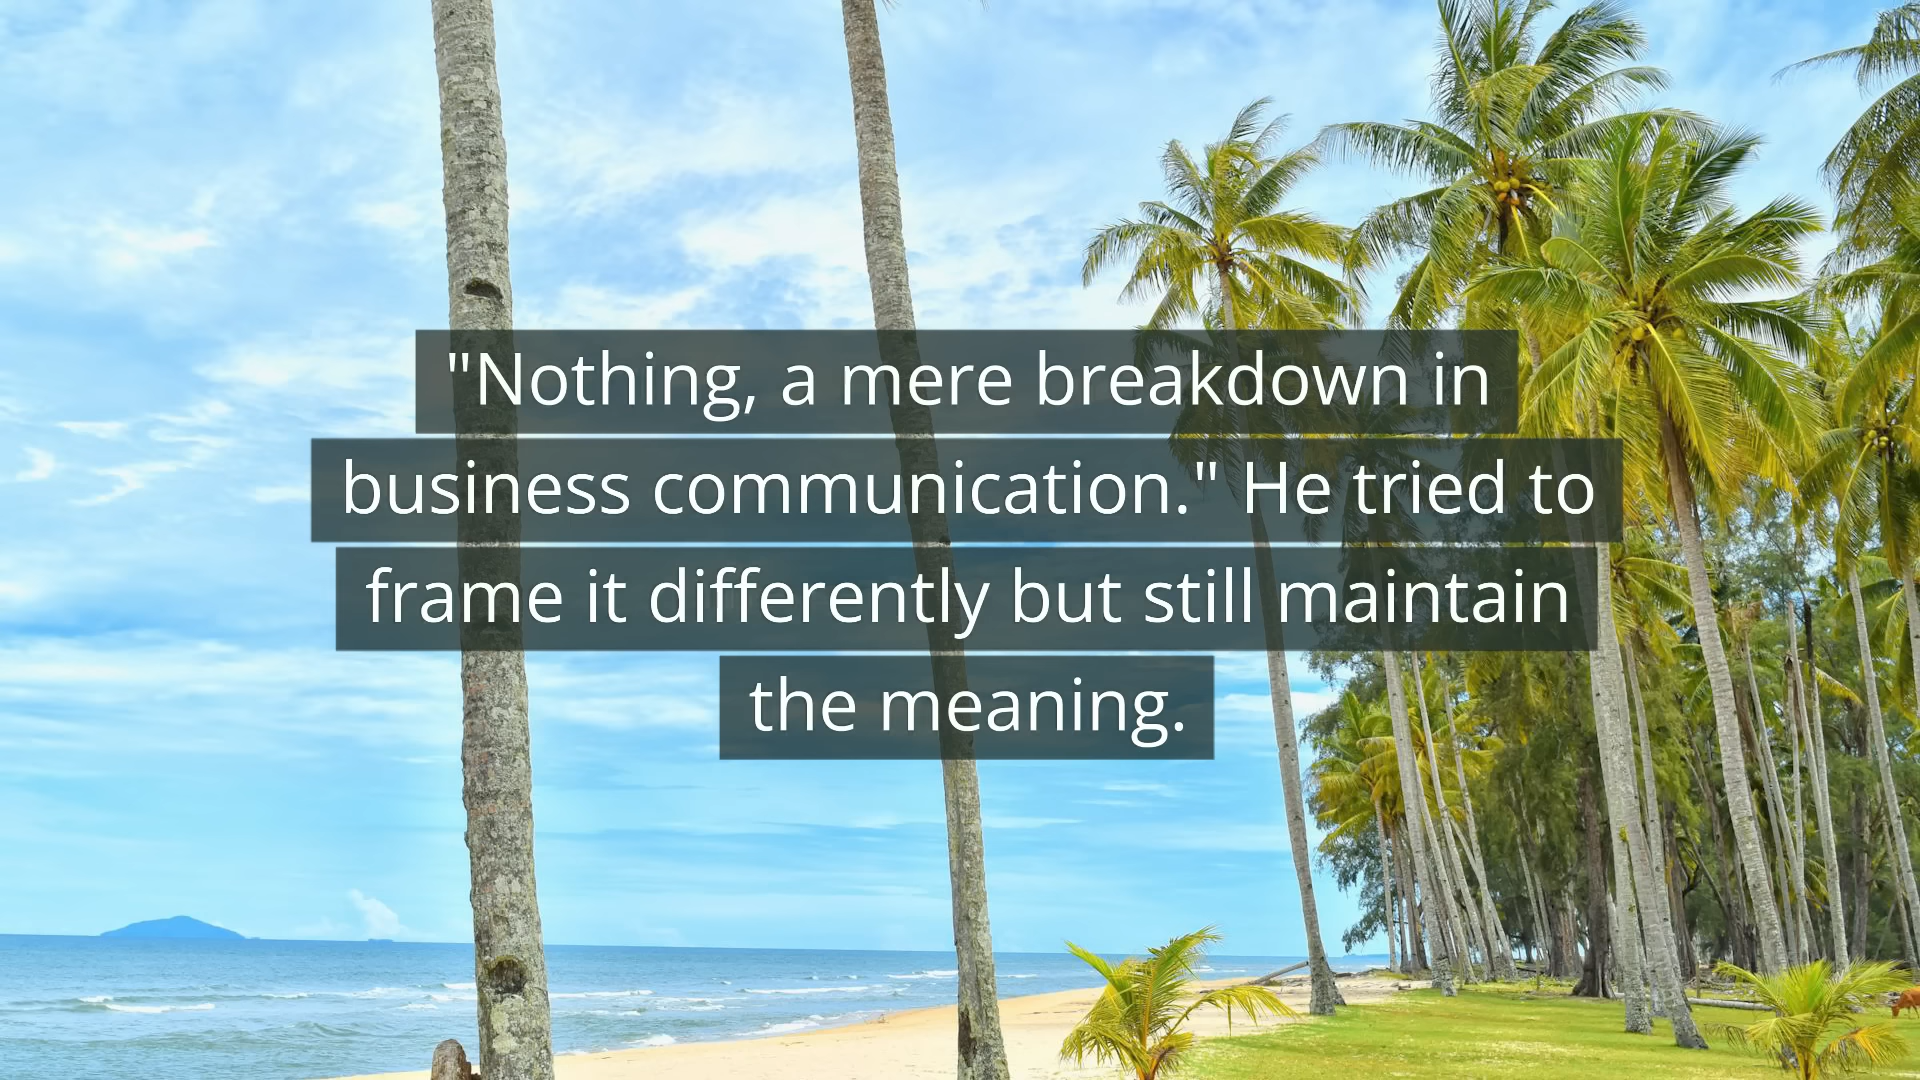 "Nothing, a mere breakdown in
business communication." He tried to
frame it differently but still maintain
the meaning.